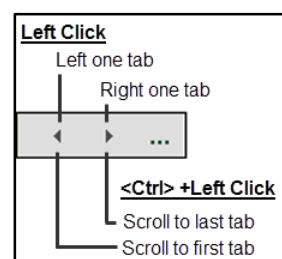 Left Click
Left one tab
Right one tab
...
<Ctrl> +Left Click
Scroll to last tab
Scroll to first tab